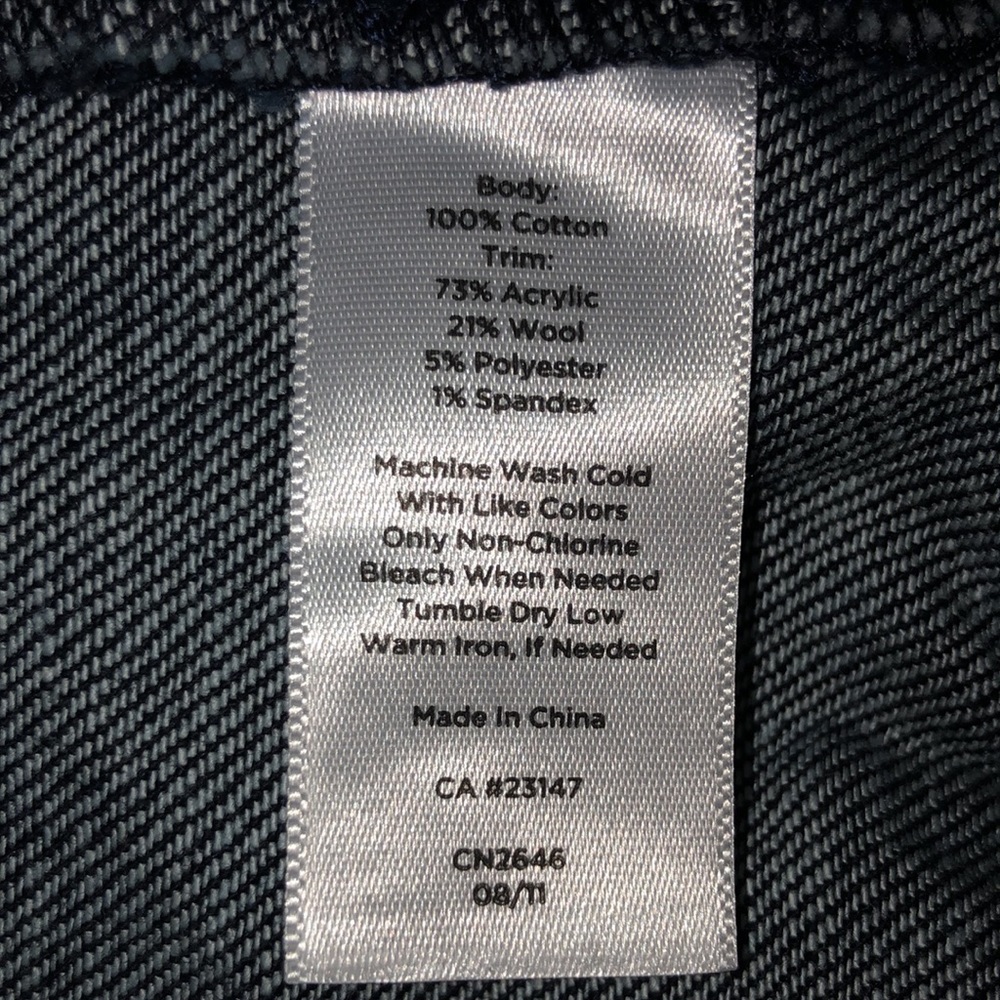 Body:
100% Cotton
Trim:
73% Acrylic
21% Wool
5% Polyester
1% Spandex
Machine Wash Cold
With Like Colors
Only Non-Chlorine
Bleach When Needed
Tumble Dry Low
Warm Iron, If Needed
Made In China
CA #23147
CN2646
08/11